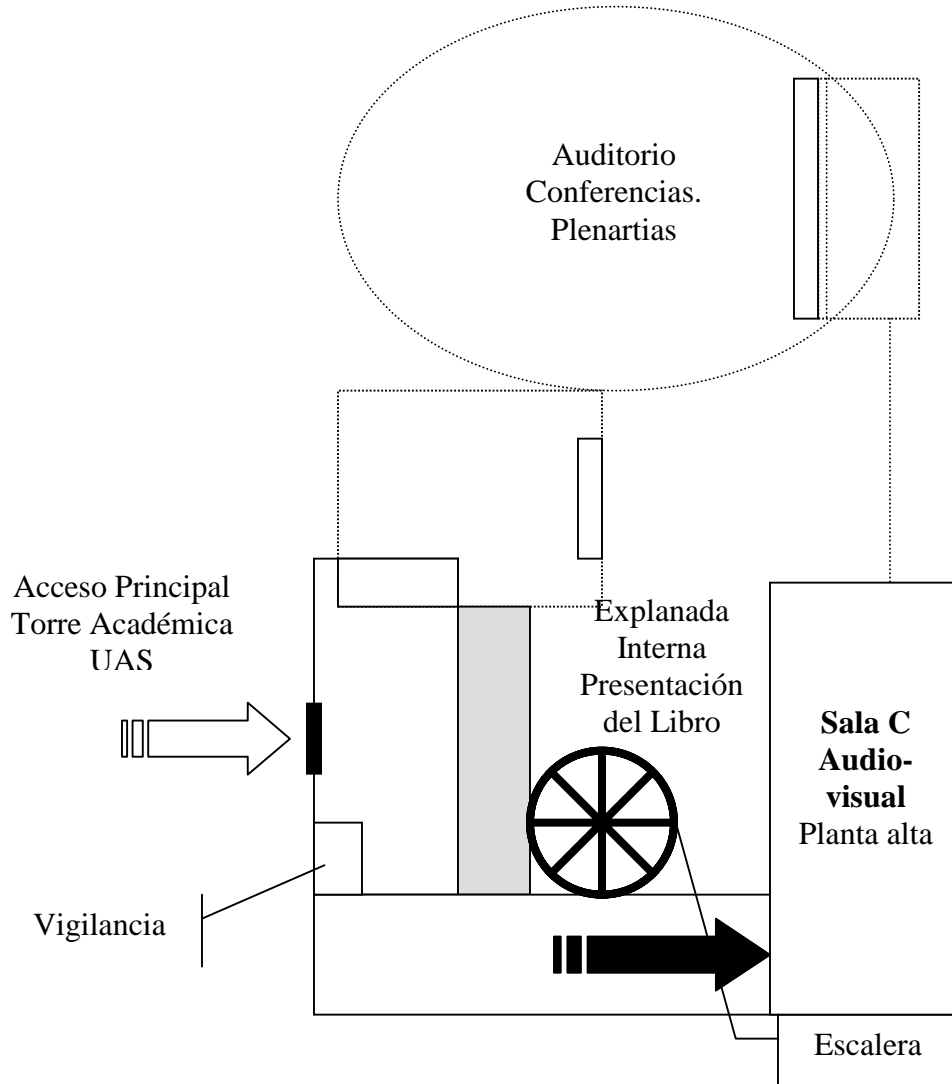 Auditorio
Conferencias.
Plenartias
Acceso Principal
Torre Académica
UAS
Explanada
Interna
Presentación
del Libro
Sala C
Audio-
visual
Planta alta
Vigilancia
Escalera